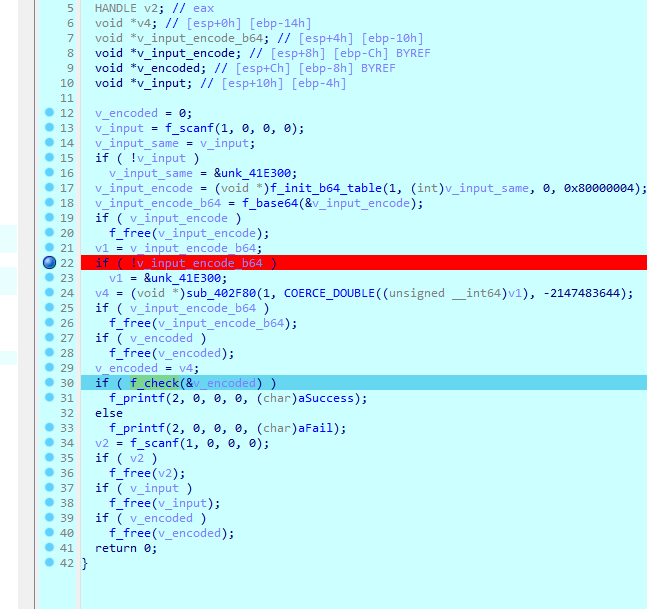 5 HANDLE v2; // eax
6 void *v4; // [esp+0h] [ebp-14h]
7 void *v_input_encode_b64; // [esp+4h] [ebp-10h]
8 void *v_input_encode; // [esp+8h] [ebp-Ch] BYREF
9 void *v_encoded; // [esp+Ch] [ebp-8h] BYREF
10 void *v_input; // [esp+10h] [ebp-4h]
11
12 v_encoded = 0;
13 v_input = f_scanf(1, 0, 0, 0);
14 v_input_same = v_input;
15 if ( !v_input )
16 v_input_same = &unk_41E300;
17 v_input_encode = (void *)f_init_b64_table(1, (int)v_input_same, 0, 0x80000004);
18 v_input_encode_b64 = f_base64(&v_input_encode);
19 if ( v_input_encode )
20 f_free(v_input_encode);
21 v1 = v_input_encode_b64;
22 if ( !v_input_encode_b64 )
23 v1 = &unk_41E300;
24 v4 = (void *)sub_402F80(1, COERCE_DOUBLE((unsigned __int64)v1), -2147483644);
25 if ( v_input_encode_b64 )
26 f_free(v_input_encode_b64);
27 if ( v_encoded )
28 f_free(v_encoded);
29 v_encoded = v4;
30 if ( f_check(&v_encoded) )
31 f_printf(2, 0, 0, 0, (char)aSuccess);
32 else
33 f_printf(2, 0, 0, 0, (char)aFail);
34 v2 = f_scanf(1, 0, 0, 0);
35 if ( v2 )
36 f_free(v2);
37 if ( v_input )
38 f_free(v_input);
39 if ( v_encoded )
40 f_free(v_encoded);
41 return 0;
42 }